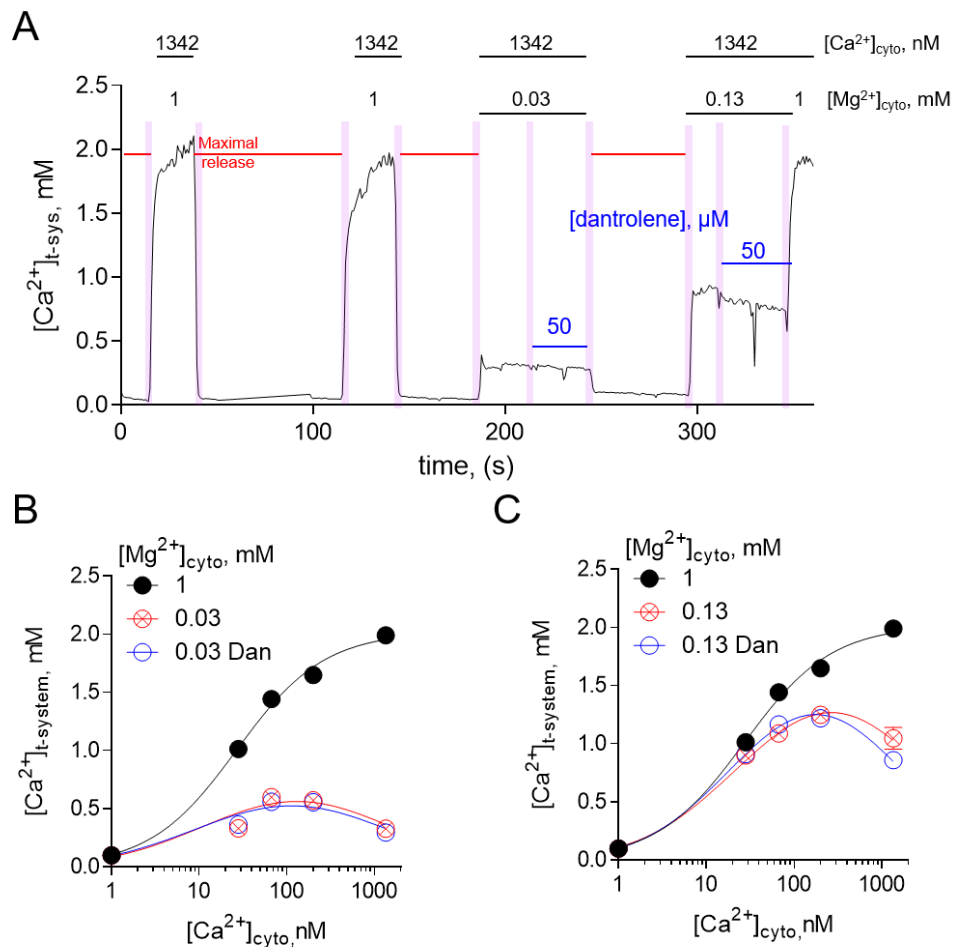 A
1342 1342 1342 1342 [Ca2+]cyto, nM
1 1 0.03 0.13 1 [Mg2+]cyto, mM
2.5
2.0
1.5
1.0
0.5
0.0
[Ca2+]t-sys, mM
Maximal
release
[dantrolene], µM
50
50
0 100 200 300
time, (s)
B
[Mg2+]cyto, mM
1
0.03
0.03 Dan
2.5
2.0
1.5
1.0
0.5
0.0
[Ca2+]t-system, mM
1 10 100 1000
[Ca2+]cyto,nM
C
[Mg2+]cyto, mM
1
0.13
0.13 Dan
2.5
2.0
1.5
1.0
0.5
0.0
[Ca2+]t-system, mM
1 10 100 1000
[Ca2+]cyto,nM